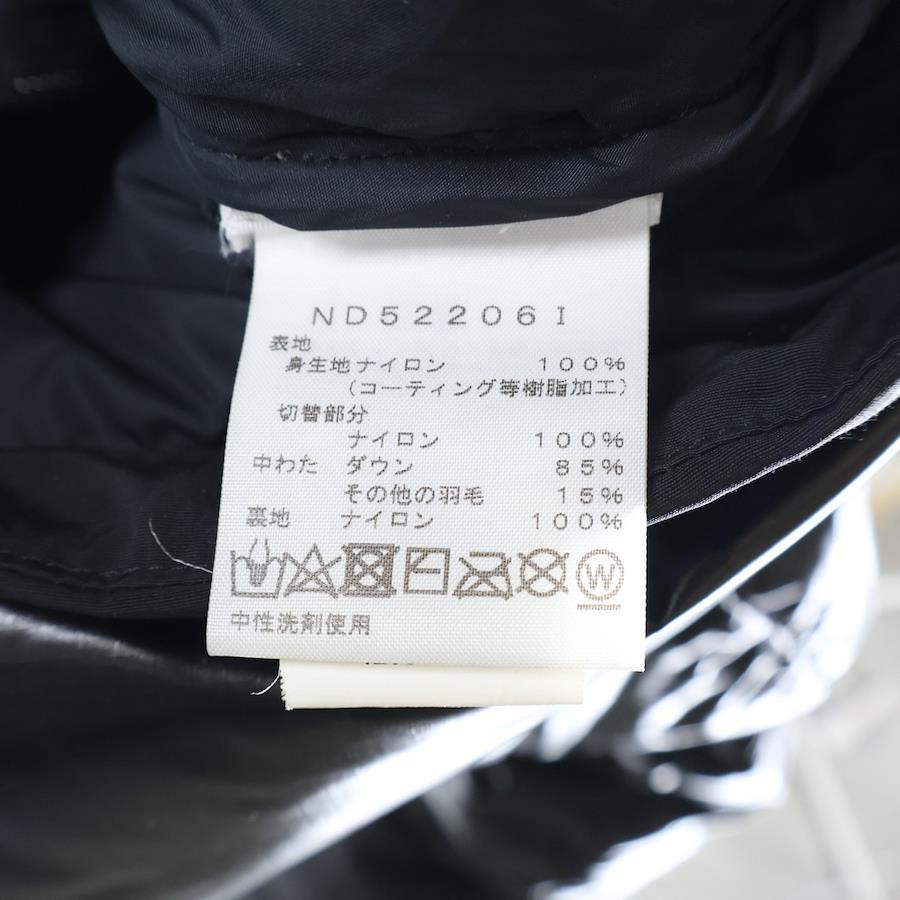 ND52206I
表地
身生地ナイロン 100%
(コーティング等樹脂加工)
切替部分
ナイロン 100%
中わた ダウン 85%
その他の羽毛 15%
裏地 ナイロン 100%
W
中性洗剤使用